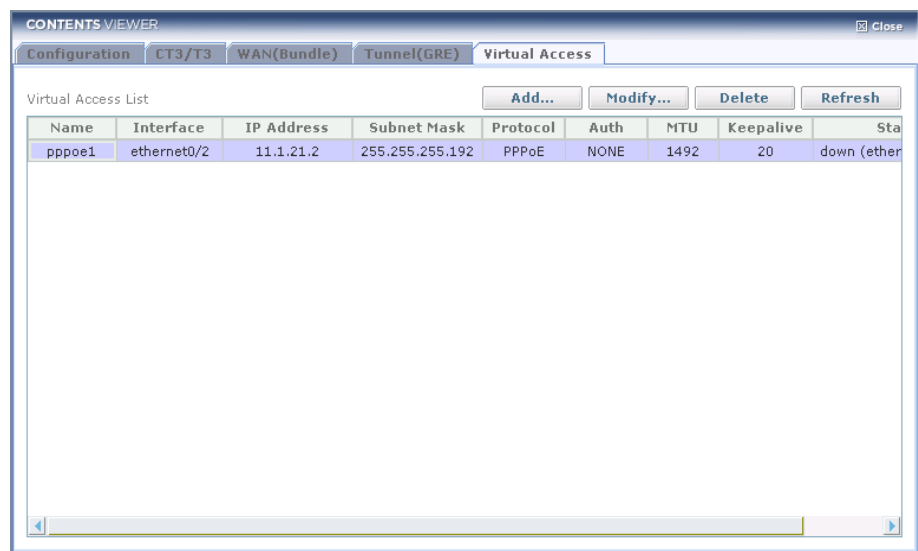 CONTENTS VIEWER
Close
Configuration CT3/T3 WAN(Bundle) Tunnel(GRE) Virtual Access
Virtual Access List
Add... Modify... Delete Refresh
Name Interface IP Address Subnet Mask Protocol Auth MTU Keepalive Sta
pppoe1 ethernet0/2 11.1.21.2 255.255.255.192 PPPoE NONE 1492 20 down (ether